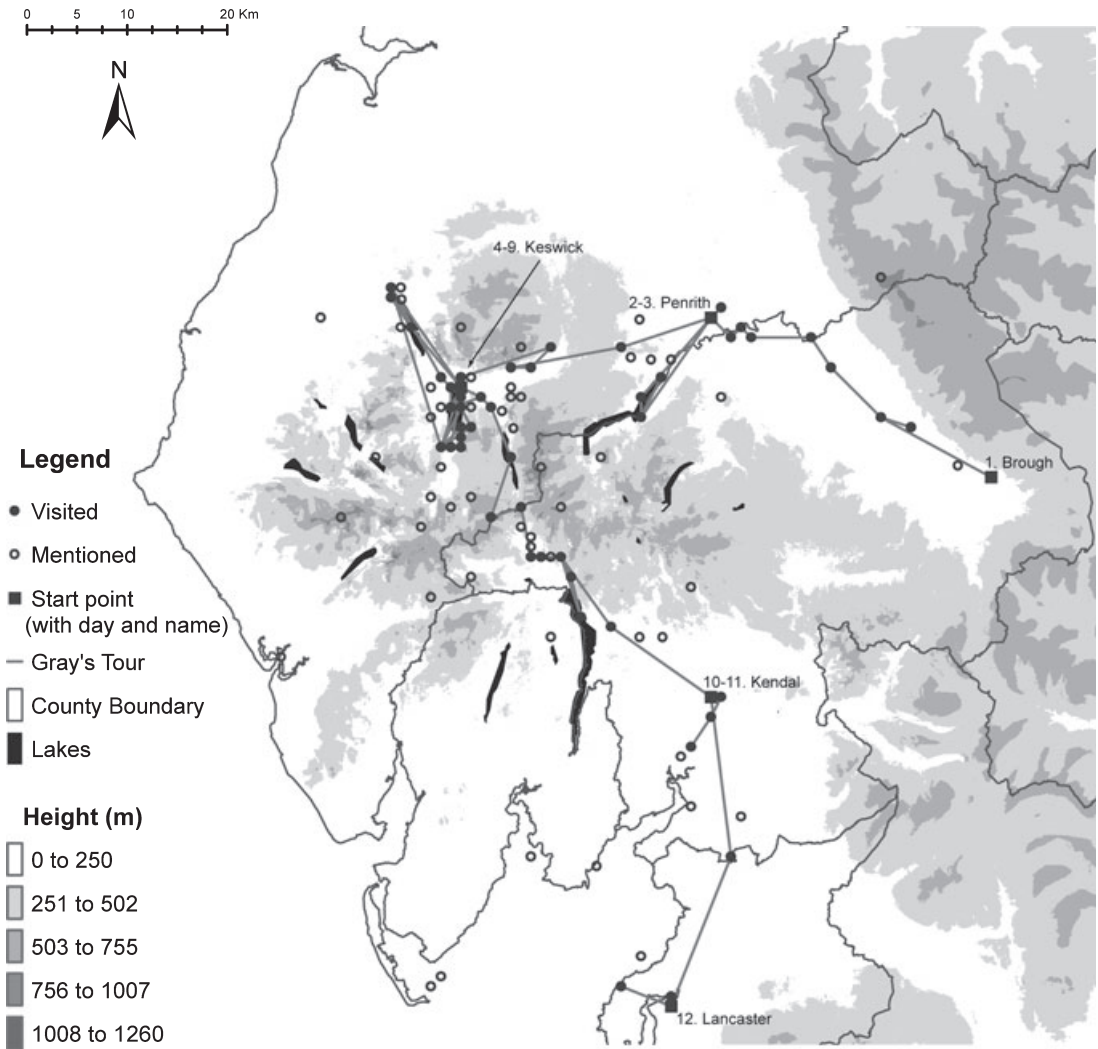 0 5 10 20 Km
N
4-9. Keswick
2-3. Penrith
1. Brough
10-11. Kendal
12. Lancaster
Legend
Visited
Mentioned
Start point
(with day and name)
Gray's Tour
County Boundary
Lakes
Height (m)
0 to 250
251 to 502
503 to 755
756 to 1007
1008 to 1260